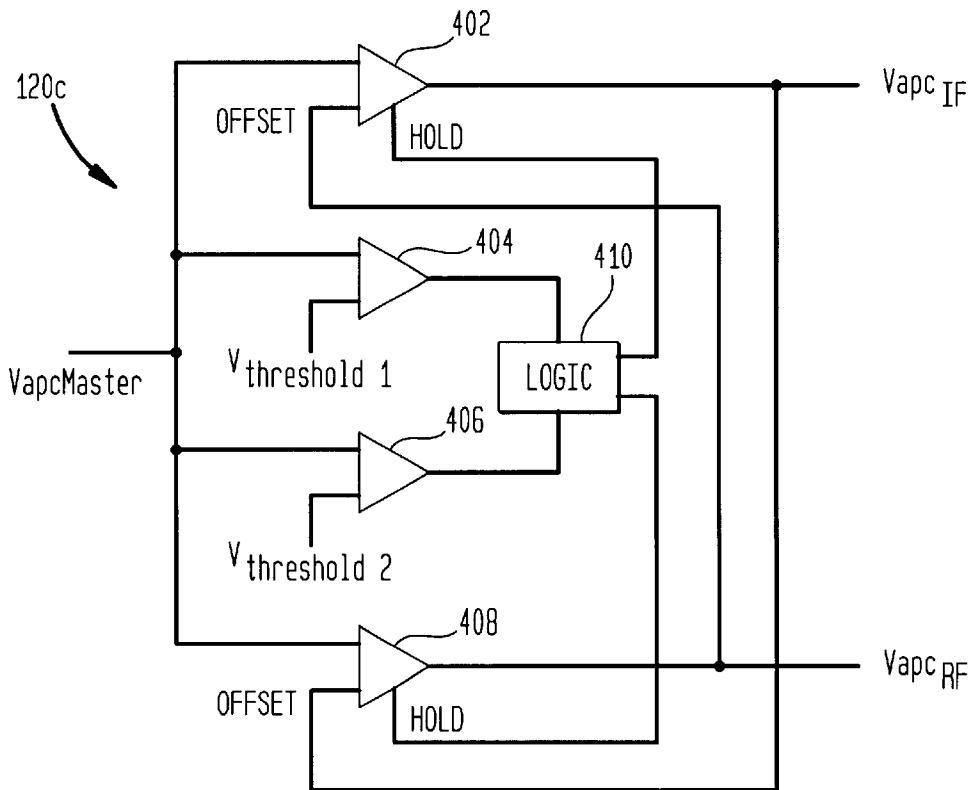 402
120c
Vapc IF
OFFSET
HOLD
404
410
V threshold 1
VapcMaster
LOGIC
406
V threshold 2
408
Vapc RF
OFFSET
HOLD